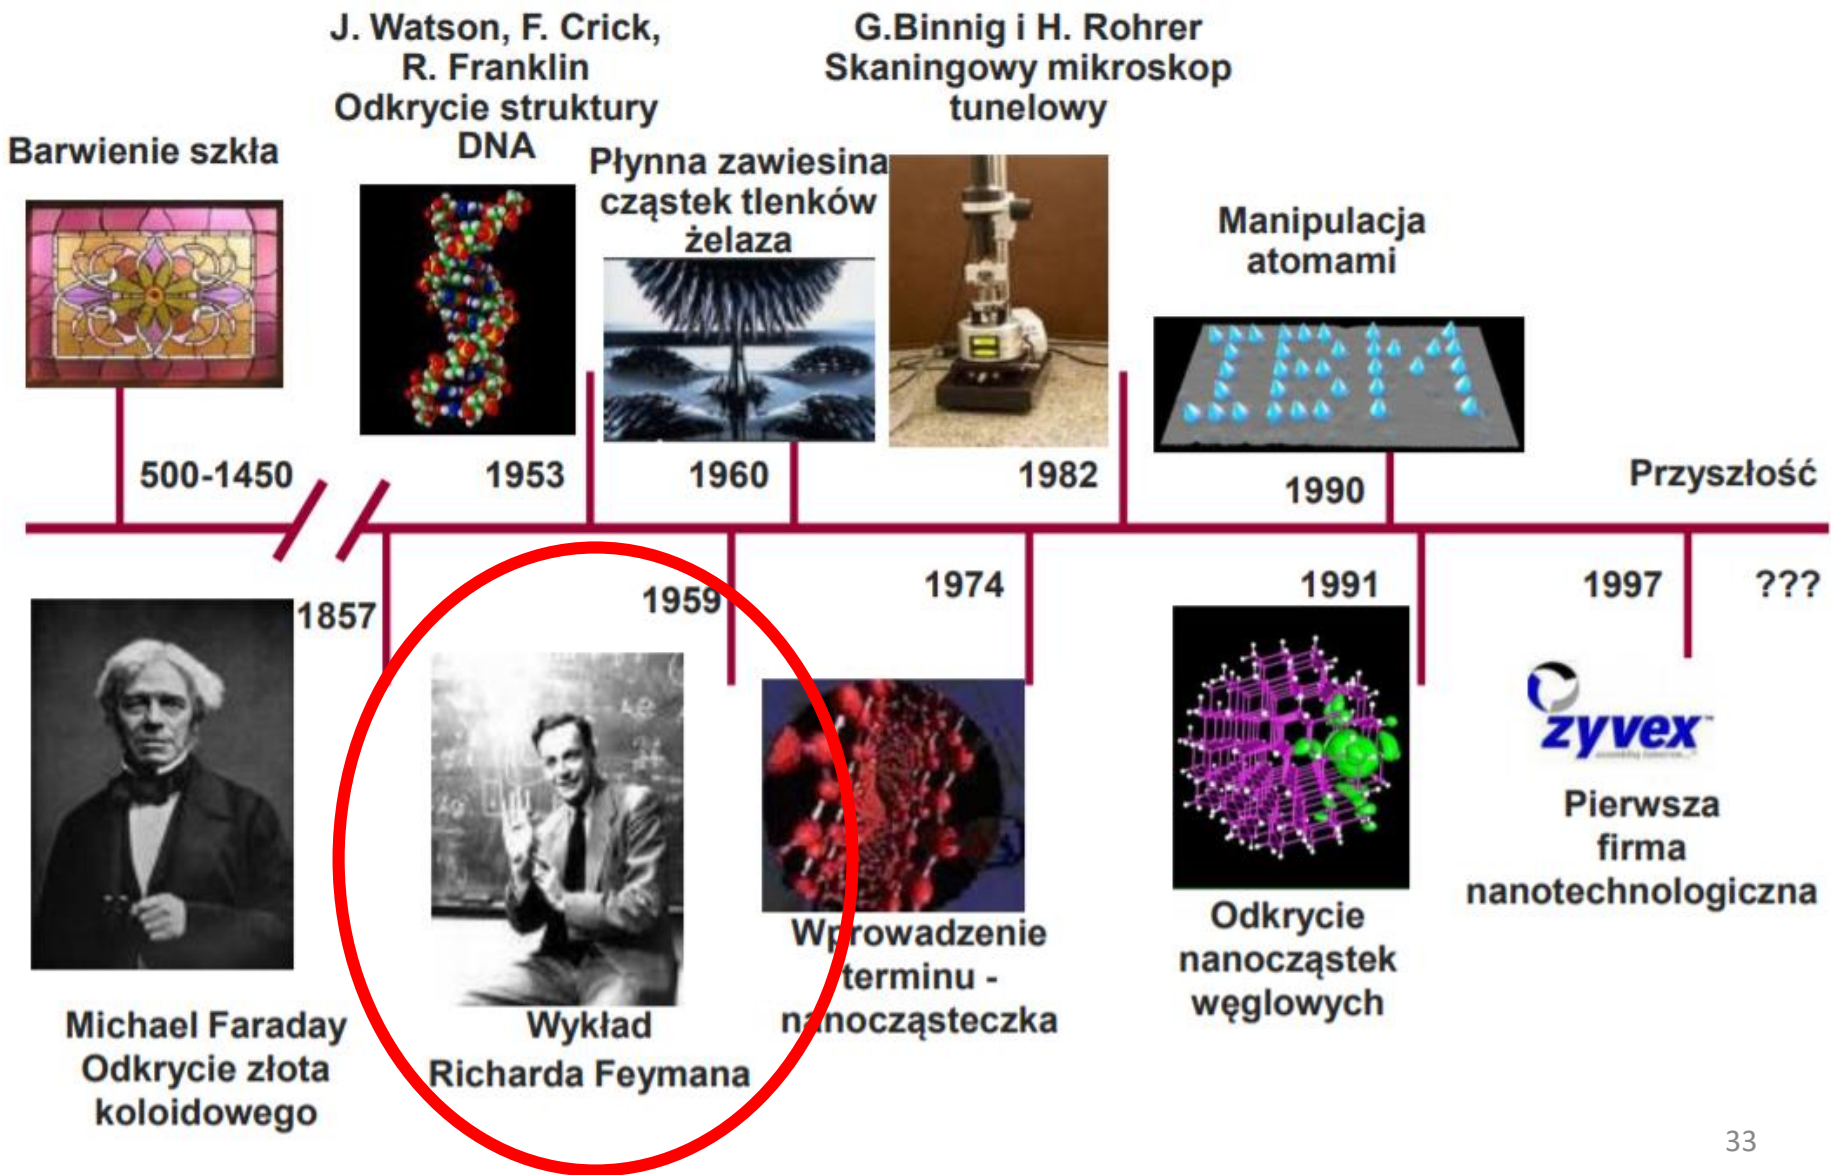 J. Watson, F. Crick,
R. Franklin
Odkrycie struktury
DNA
G.Binnig i H. Rohrer
Skaningowy mikroskop
tunelowy
Barwienie szkła
Płynna zawiesina
cząstek tlenków
żelaza
Manipulacja
atomami
IBM
500-1450
1953
1960
1982
1990
Przyszłość
1857
1959
1974
1991
1997
???
zyvex™
Pierwsza
firma
nanotechnologiczna
Wprowadzenie
terminu -
nanocząsteczka
Odkrycie
nanocząstek
węglowych
Wykład
Richarda Feymana
Michael Faraday
Odkrycie złota
koloidowego
33